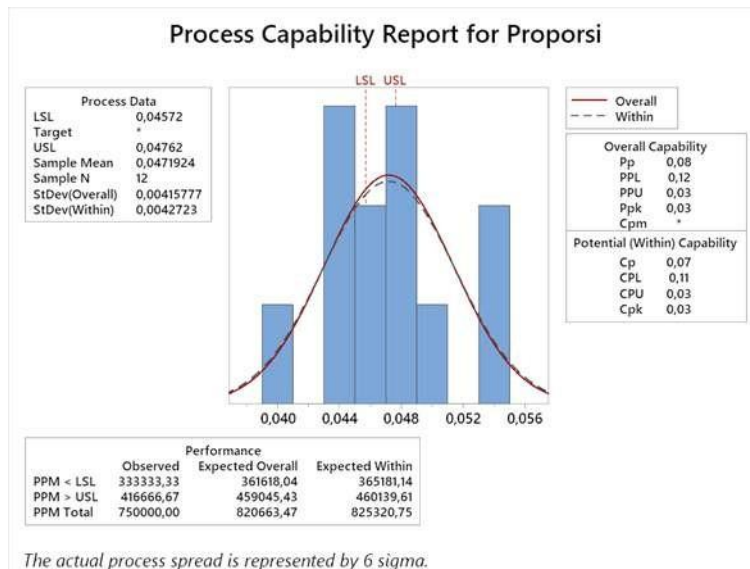 Process Capability Report for Proporsi
LSL USL
Process Data
LSL 0,04572
Target *
USL 0,04762
Sample Mean 0,0471924
Sample N 12
StDev(Overall) 0,00415777
StDev(Within) 0,0042723
Overall
Within
Overall Capability
Pp 0,08
PPL 0,12
PPU 0,03
Ppk 0,03
Cpm *
Potential (Within) Capability
Cp 0,07
CPL 0,11
CPU 0,03
Cpk 0,03
0,040 0,044 0,048 0,052 0,056
Performance
Observed Expected Overall Expected Within
PPM < LSL 333333,33 361618,04 365181,14
PPM > USL 416666,67 459045,43 460139,61
PPM Total 750000,00 820663,47 825320,75
The actual process spread is represented by 6 sigma.